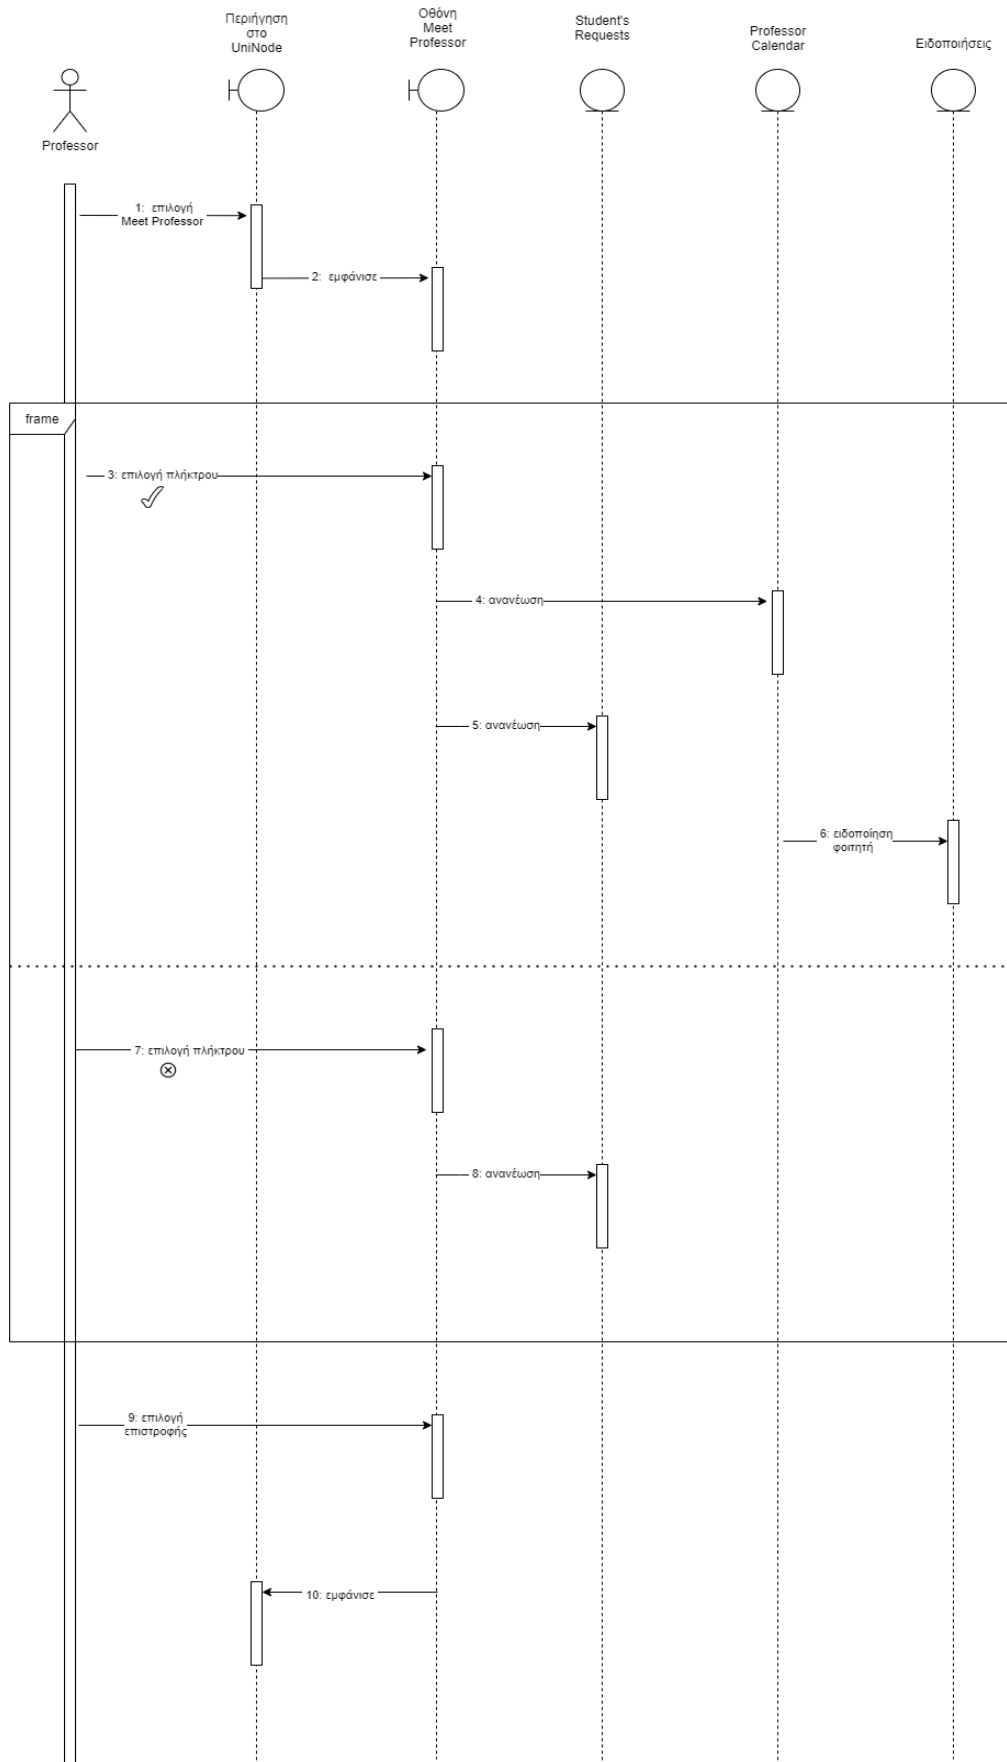 Περιήγηση
στο
UniNode
Οθόνη
Meet
Professor
Student's
Requests
Professor
Calendar
Ειδοποιήσεις
Professor
1: επιλογή
Meet Professor
2: εμφάνισε
frame
3: επιλογή πλήκτρου
4: ανανέωση
5: ανανέωση
6: ειδοποίηση
φοιτητή
7: επιλογή πλήκτρου
8: ανανέωση
9: επιλογή
επιστροφής
10: εμφάνισε